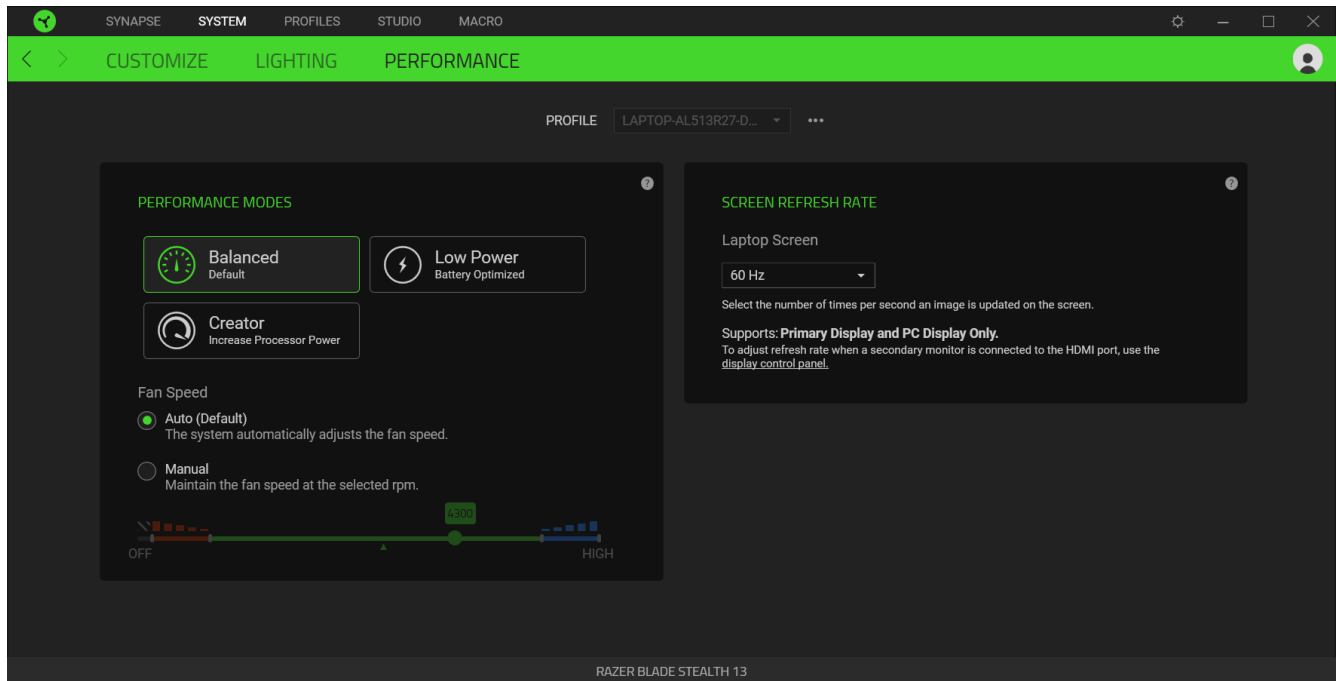 SYNAPSE SYSTEM PROFILES STUDIO MACRO
CUSTOMIZE LIGHTING PERFORMANCE
PROFILE LAPTOP-AL513R27-D...
PERFORMANCE MODES
Balanced
Default
Low Power
Battery Optimized
Creator
Increase Processor Power
Fan Speed
Auto (Default)
The system automatically adjusts the fan speed.
Manual
Maintain the fan speed at the selected rpm.
4300
OFF HIGH
SCREEN REFRESH RATE
Laptop Screen
60 Hz
Select the number of times per second an image is updated on the screen.
Supports: Primary Display and PC Display Only.
To adjust refresh rate when a secondary monitor is connected to the HDMI port, use the
display control panel.
RAZER BLADE STEALTH 13